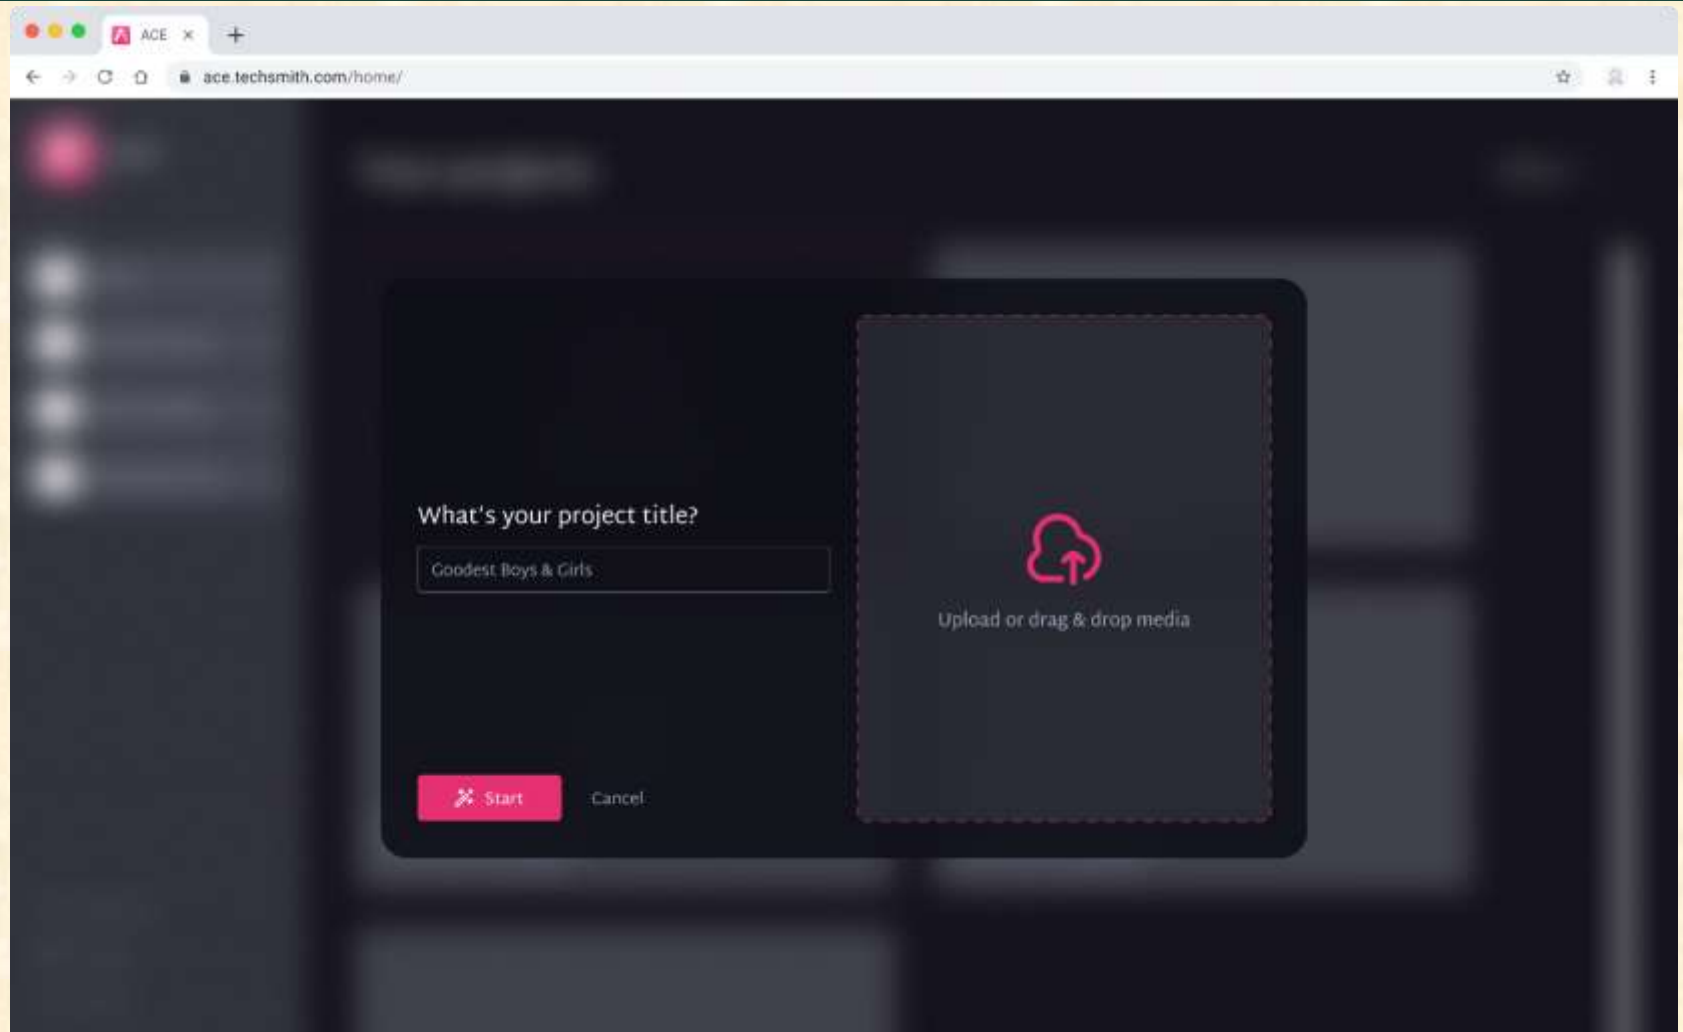 ACE
ace.techsmith.com/home/
What's your project title?
Goodest Boys & Girls
Upload or drag & drop media
Start
Cancel